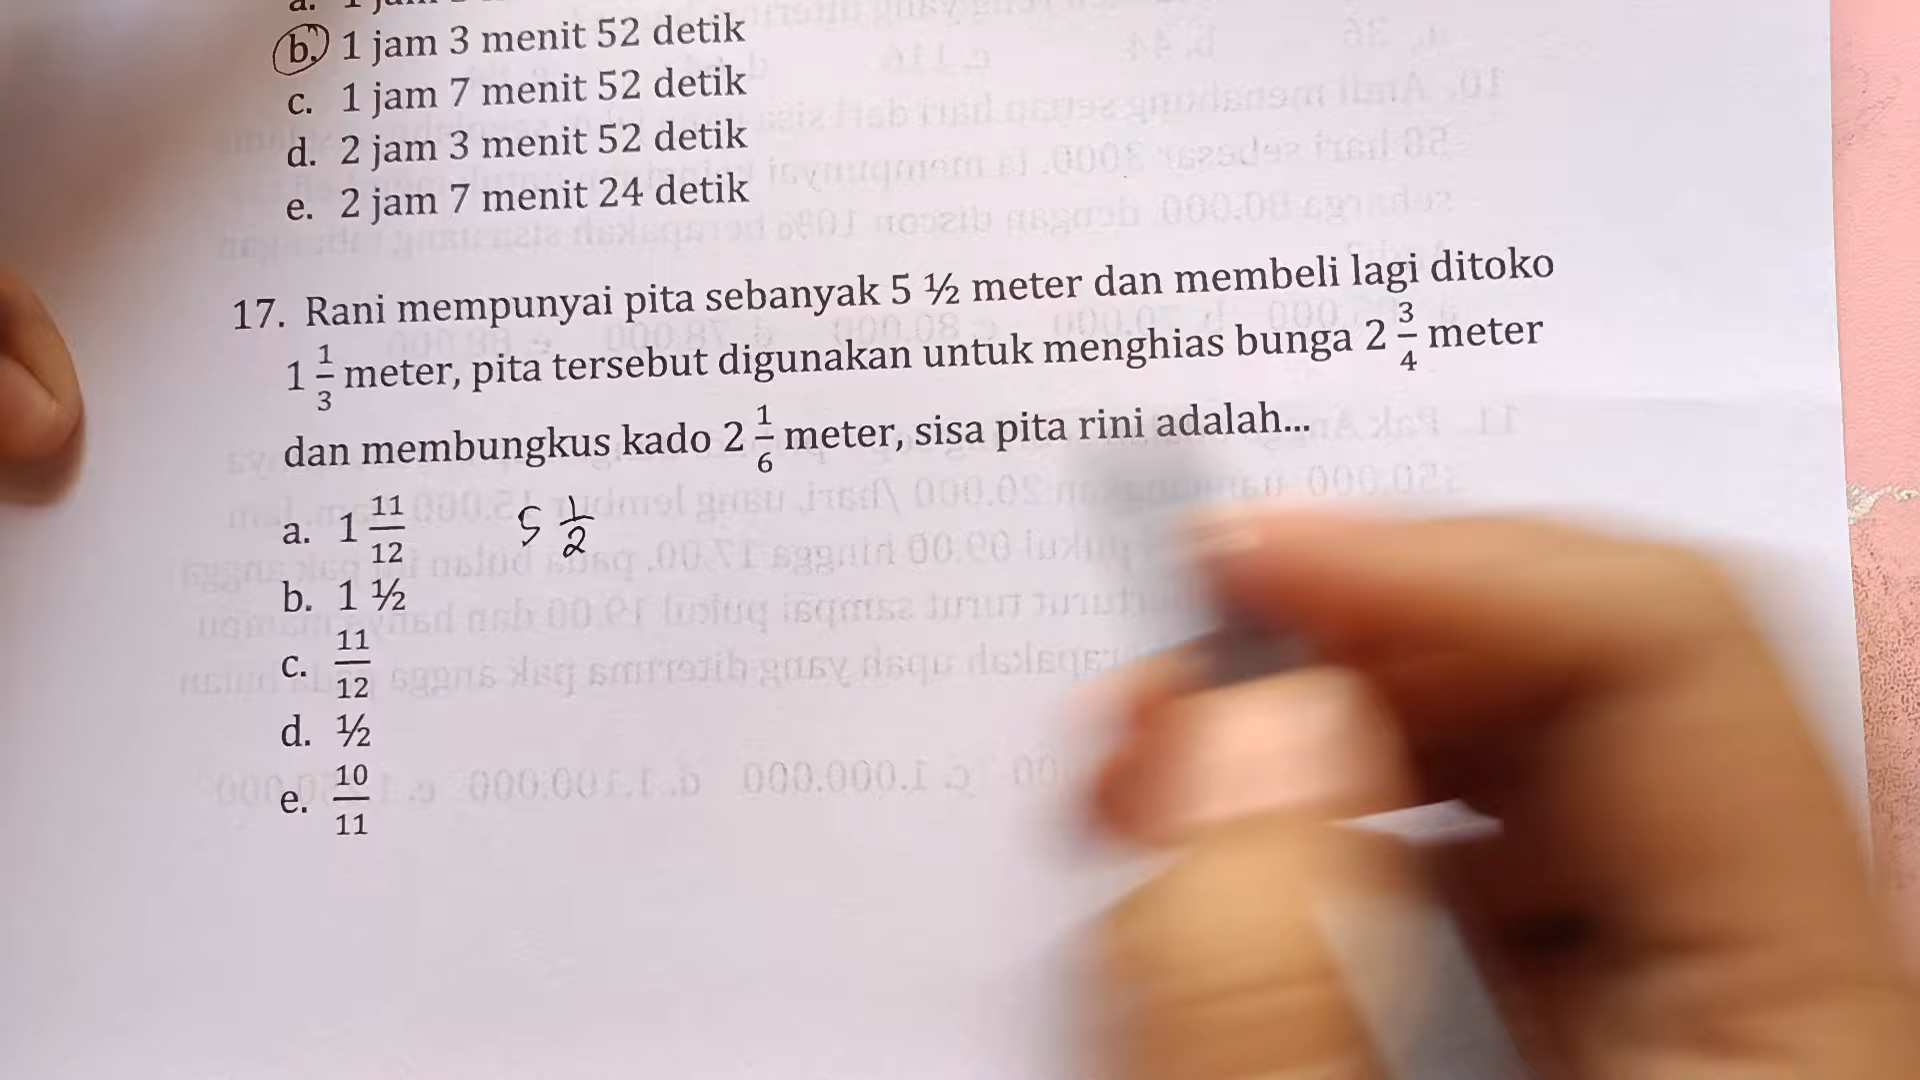 b. 1 jam 3 menit 52 detik
c. 1 jam 7 menit 52 detik
d. 2 jam 3 menit 52 detik
e. 2 jam 7 menit 24 detik
17. Rani mempunyai pita sebanyak 5 ½ meter dan membeli lagi ditoko
1 1/3 meter, pita tersebut digunakan untuk menghias bunga 2 3/4 meter
dan membungkus kado 2 1/6 meter, sisa pita rini adalah...
a. 1 11/12
5 1/2
b. 1 ½
c. 11/12
d. ½
e. 10/11